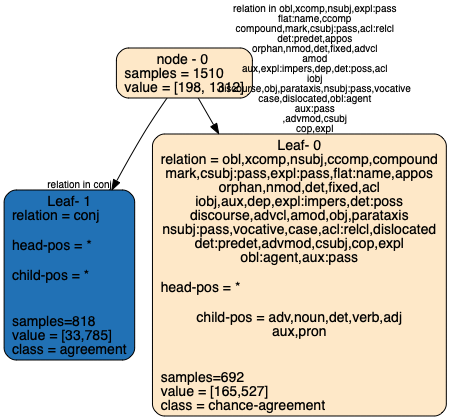 relation in obl,xcomp,nsubj,expl:pass
flat:name,ccomp
compound,mark,csubj:pass,acl:relcl
det:predet,appos
orphan,nmod,det,fixed,advcl
amod
aux,expl:impers,dep,det:poss,acl
iobj
discourse,obj,parataxis,nsubj:pass,vocative
case,dislocated,obl:agent
aux:pass
,advmod,csubj
cop,expl
node - 0
samples = 1510
value = [198, 1312]
relation in conj
Leaf- 1
relation = conj
head-pos = *
child-pos = *
samples=818
value = [33,785]
class = agreement
Leaf- 0
relation = obl,xcomp,nsubj,ccomp,compound
mark,csubj:pass,expl:pass,flat:name,appos
orphan,nmod,det,fixed,acl
iobj,aux,dep,expl:impers,det:poss
discourse,advcl,amod,obj,parataxis
nsubj:pass,vocative,case,acl:relcl,dislocated
det:predet,advmod,csubj,cop,expl
obl:agent,aux:pass
head-pos = *
child-pos = adv,noun,det,verb,adj
aux,pron
samples=692
value = [165,527]
class = chance-agreement